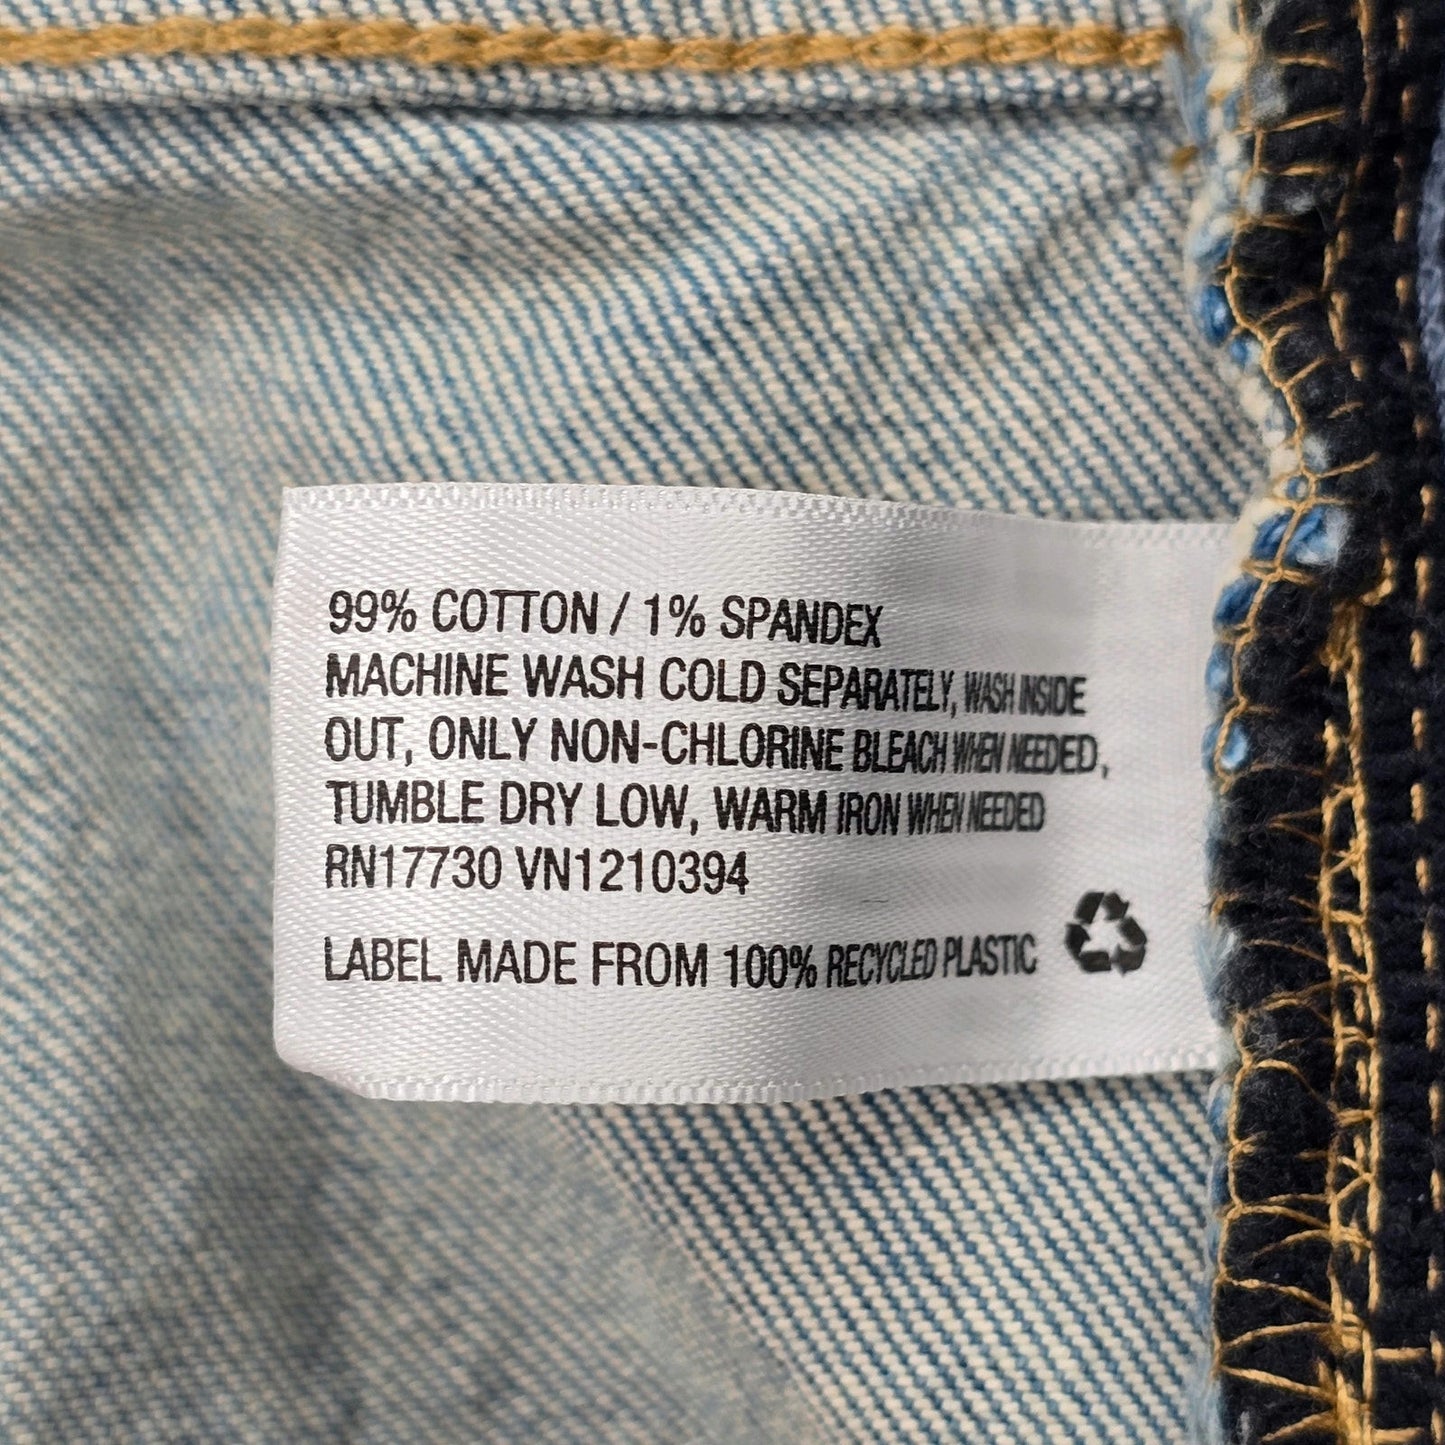 99% COTTON / 1% SPANDEX
MACHINE WASH COLD SEPARATELY, WASH INSIDE
OUT, ONLY NON-CHLORINE BLEACH WHEN NEEDED,
TUMBLE DRY LOW, WARM IRON WHEN NEEDED
RN17730 VN1210394
LABEL MADE FROM 100% RECYCLED PLASTIC